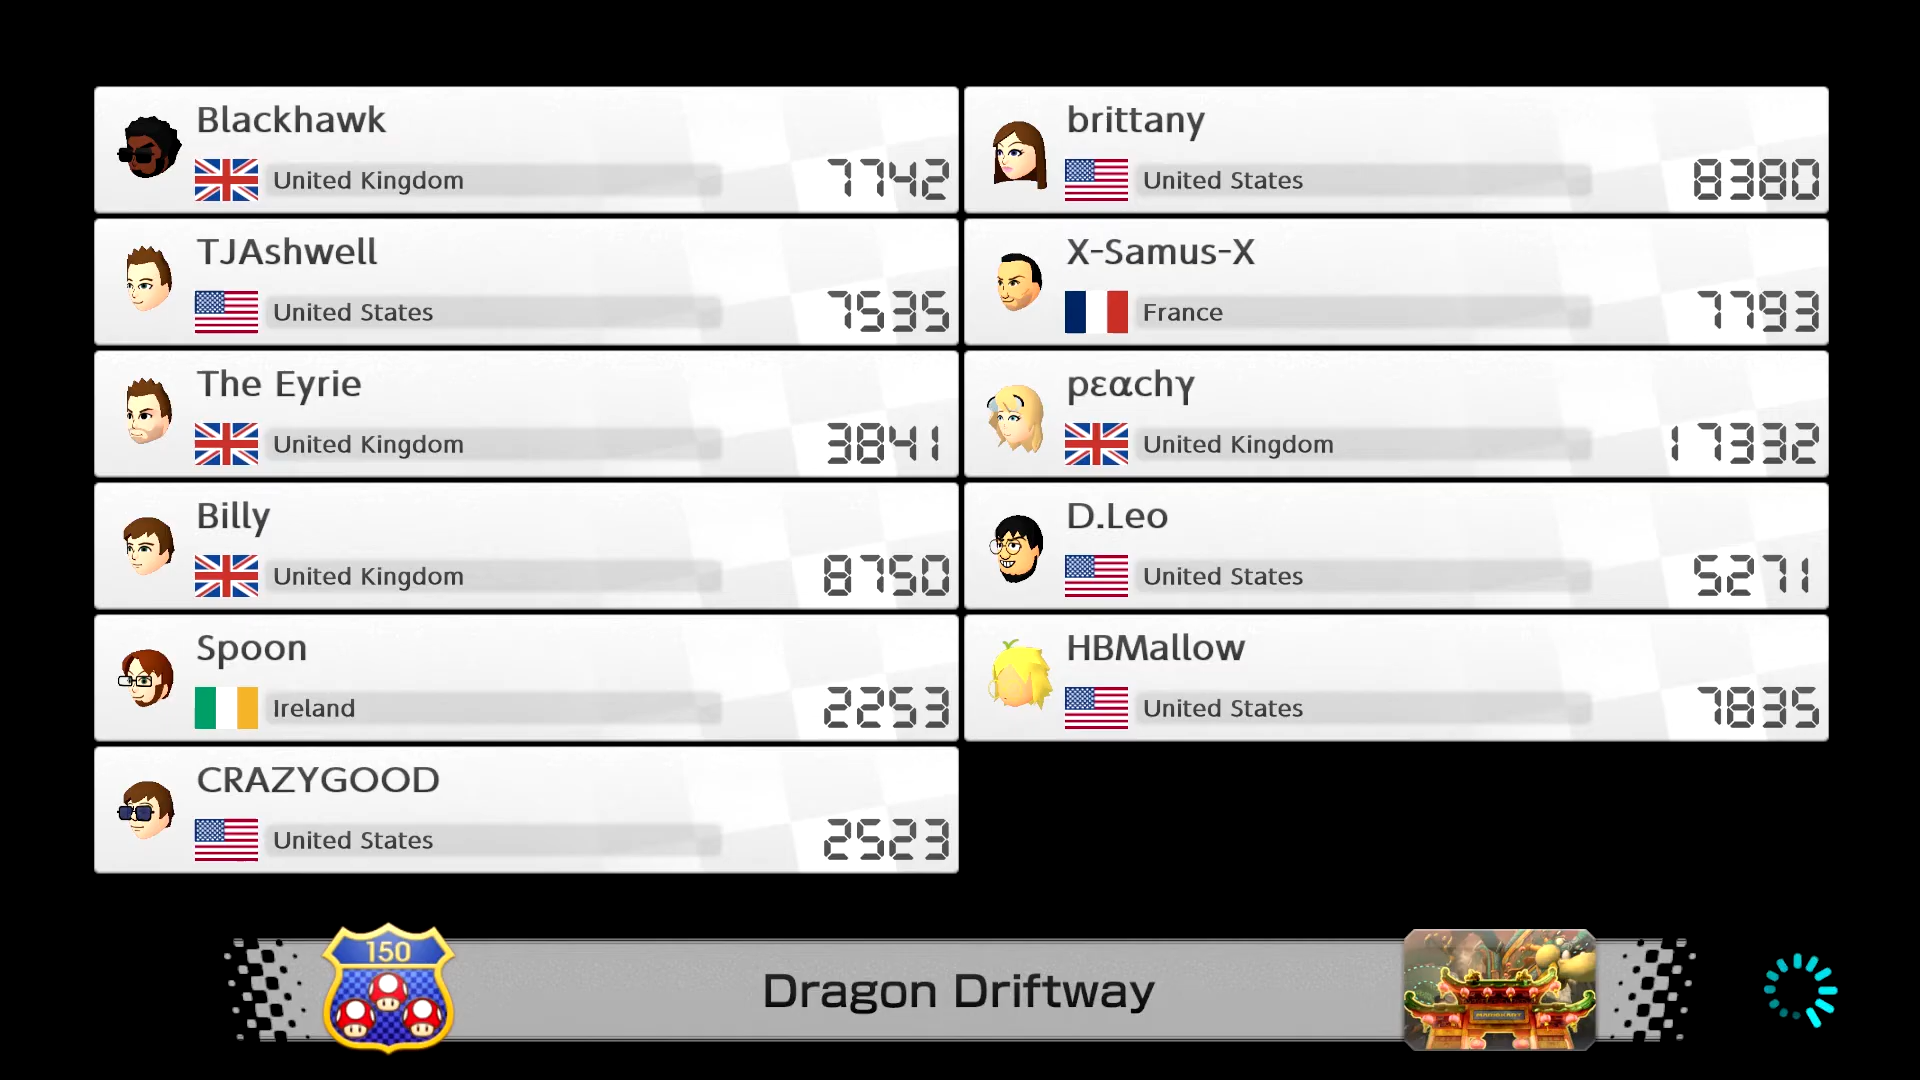 Blackhawk
United Kingdom 7742
brittany
United States 8380
TJAshwell
United States 7535
X-Samus-X
France 7793
The Eyrie
United Kingdom 3841
pεαchγ
United Kingdom 17332
Billy
United Kingdom 8750
D.Leo
United States 5271
Spoon
Ireland 2253
HBMallow
United States 7835
CRAZYGOOD
United States 2523
150
Dragon Driftway